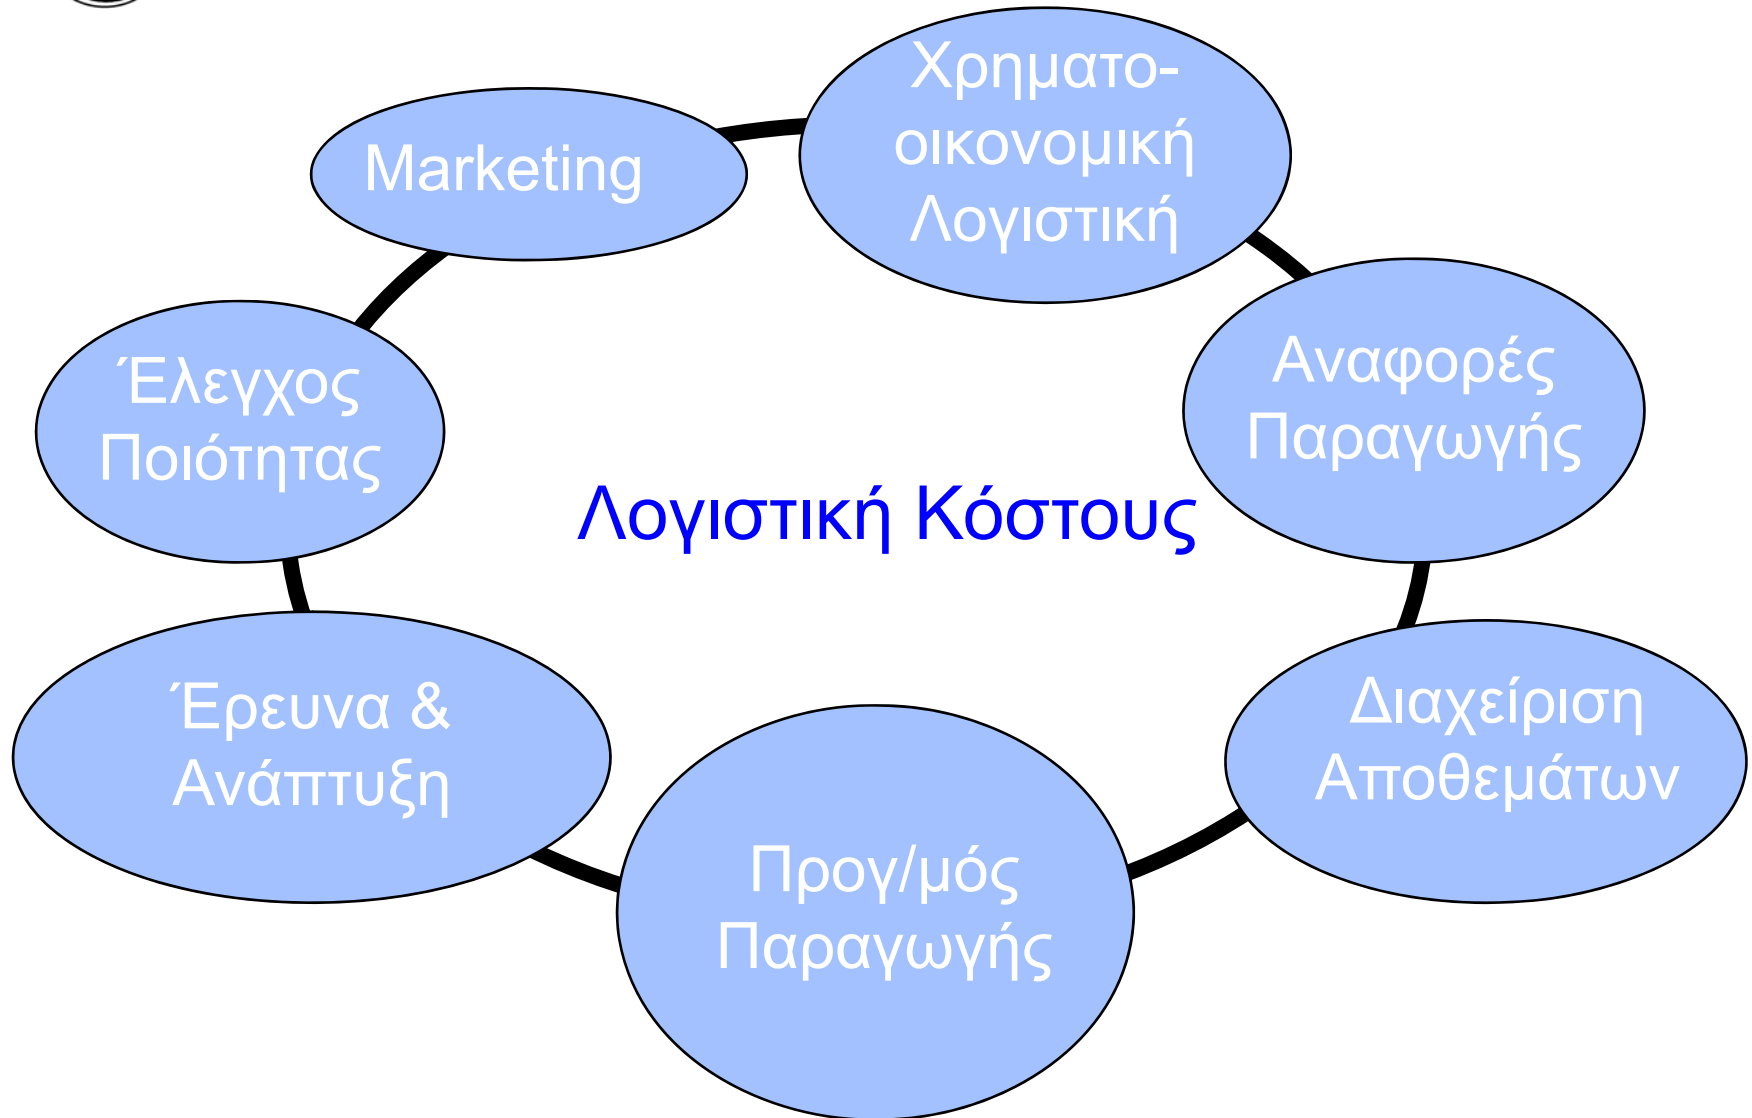 Χρηματο-
οικονομική
Λογιστική
Marketing
Αναφορές
Παραγωγής
Έλεγχος
Ποιότητας
Λογιστική Κόστους
Διαχείριση
Αποθεμάτων
Έρευνα &
Ανάπτυξη
Προγ/μός
Παραγωγής